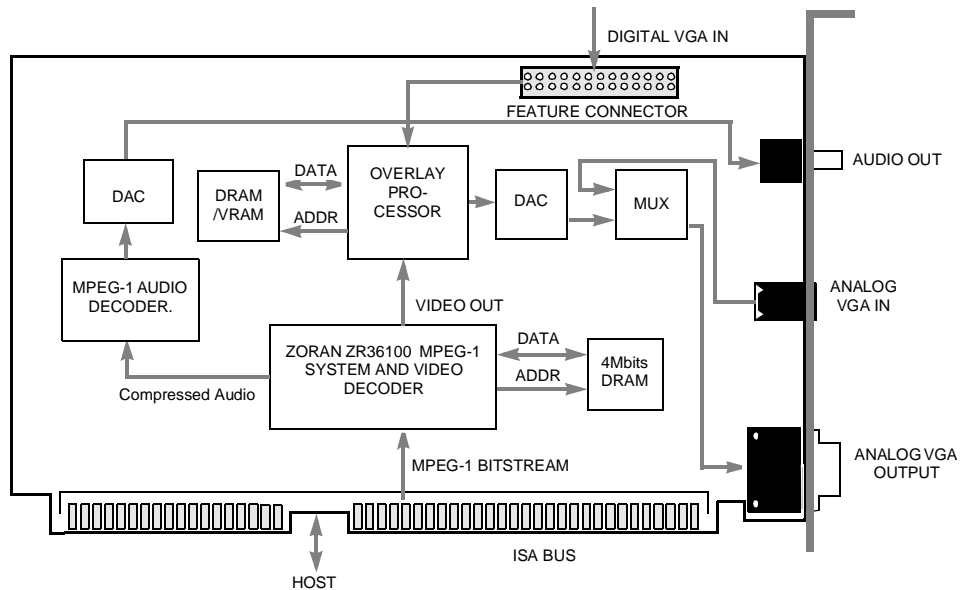 DIGITAL VGA IN
FEATURE CONNECTOR
AUDIO OUT
DAC
DRAM
/VRAM
DATA
ADDR
OVERLAY
PRO-
CESSOR
DAC
MUX
MPEG-1 AUDIO
DECODER.
VIDEO OUT
ANALOG
VGA IN
ZORAN ZR36100 MPEG-1
SYSTEM AND VIDEO
DECODER
DATA
ADDR
4Mbits
DRAM
Compressed Audio
MPEG-1 BITSTREAM
ANALOG VGA
OUTPUT
ISA BUS
HOST